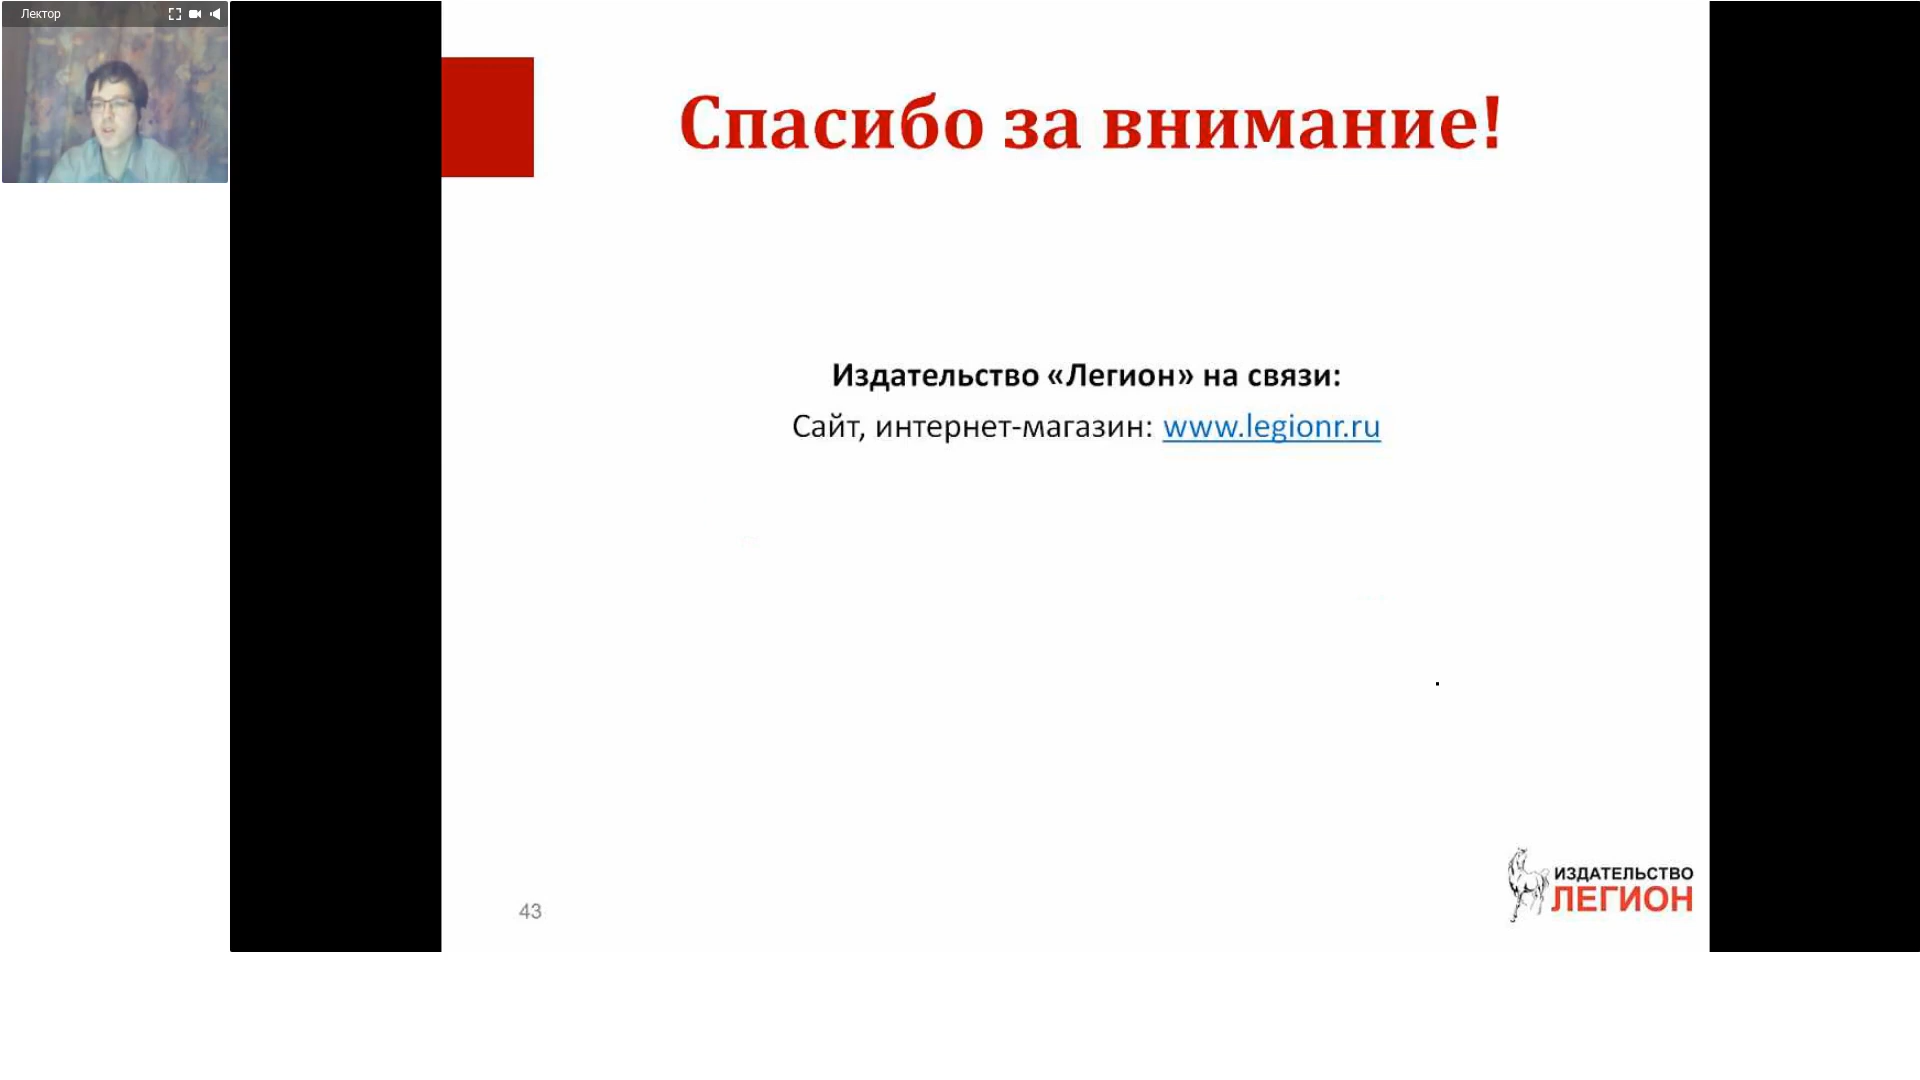 Лектор
Спасибо за внимание!
Издательство «Легион» на связи:
Сайт, интернет-магазин: www.legionr.ru
43
ИЗДАТЕЛЬСТВО
ЛЕГИОН